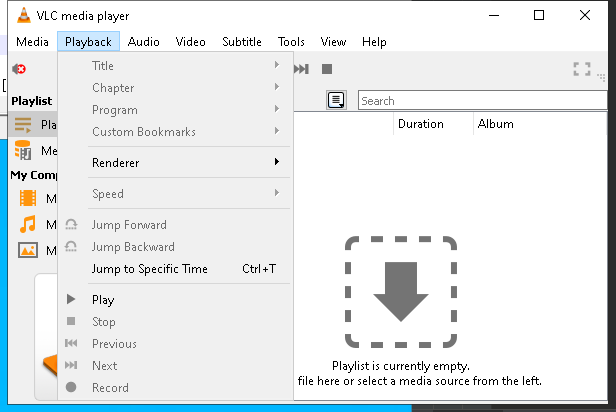 VLC media player
Media Playback Audio Video Subtitle Tools View Help
Title
Chapter
Program
Custom Bookmarks
Renderer
Speed
Jump Forward
Jump Backward
Jump to Specific Time Ctrl+T
Play
Stop
Previous
Next
Record
Search
Playlist
Pla
Me
My Comp
M
M
M
Duration Album
Playlist is currently empty.
file here or select a media source from the left.